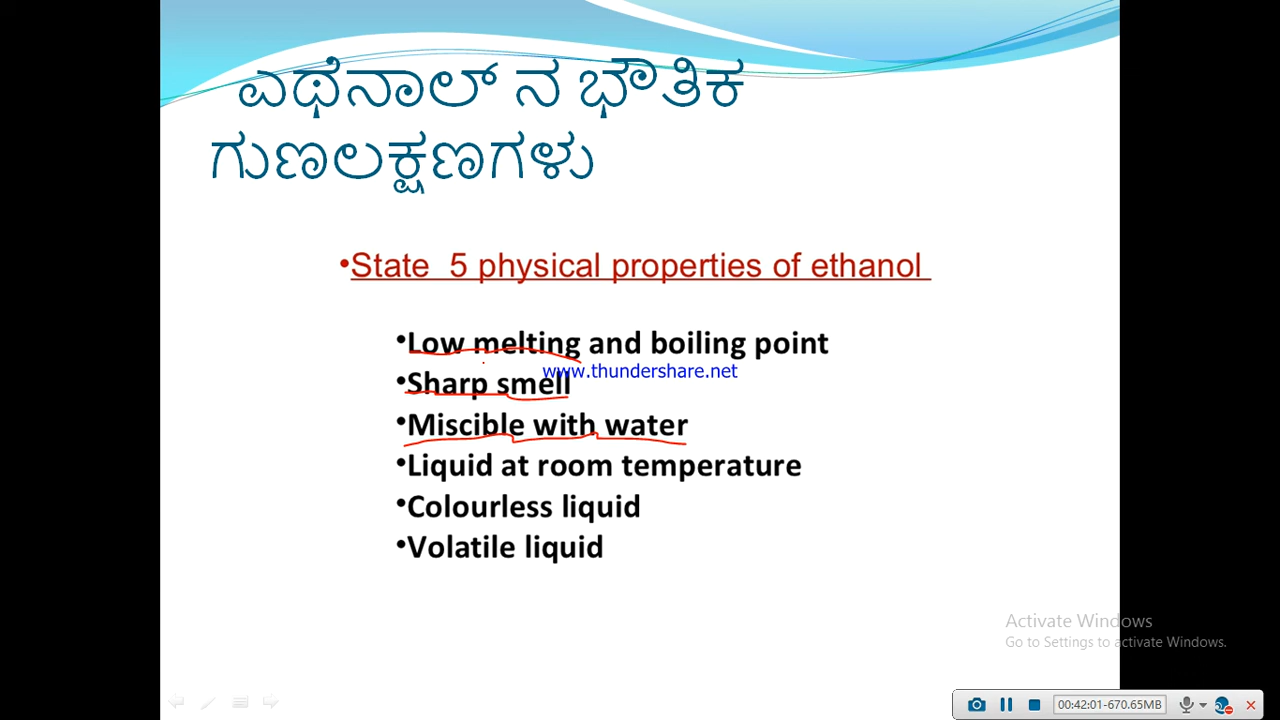 ಎಥೆನಾಲ್ ನ ಭೌತಿಕ
ಗುಣಲಕ್ಷಣಗಳು
•State 5 physical properties of ethanol
•Low melting and boiling point
www.thundershare.net
•Sharp smell
•Miscible with water
•Liquid at room temperature
•Colourless liquid
•Volatile liquid
Activate Windows
Go to Settings to activate Windows.
00:42:01-670.65MB